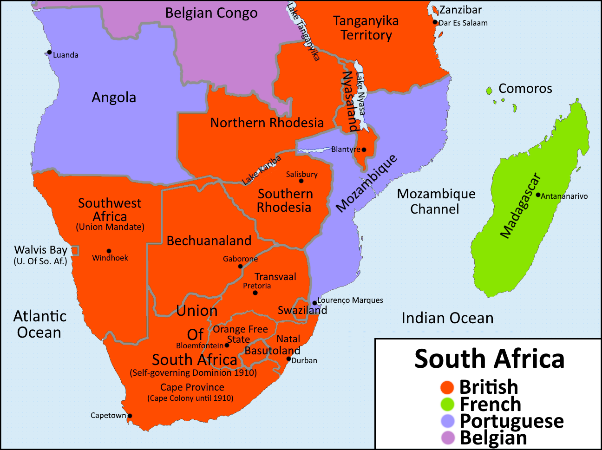 Belgian Congo
Lake Tanganyika
Tanganyika
Territory
Zanzibar
Dar Es Salaam
Luanda
Angola
Northern Rhodesia
Nyasaland
Lake Nyasa
Comoros
Blantyre
Lake Kariba
Mozambique
Salisbury
Southern
Rhodesia
Mozambique
Channel
Madagascar
Antananarivo
Southwest
Africa
(Union Mandate)
Windhoek
Walvis Bay
(U. Of So. Af.)
Bechuanaland
Gaborone
Transvaal
Pretoria
Lourenço Marques
Swaziland
Atlantic
Ocean
Indian Ocean
Union
Of
South Africa
(Self-governing Dominion 1910)
Orange Free
State
Bloemfontein
Natal
Basutoland
Durban
Cape Province
(Cape Colony until 1910)
Capetown
South Africa
British
French
Portuguese
Belgian